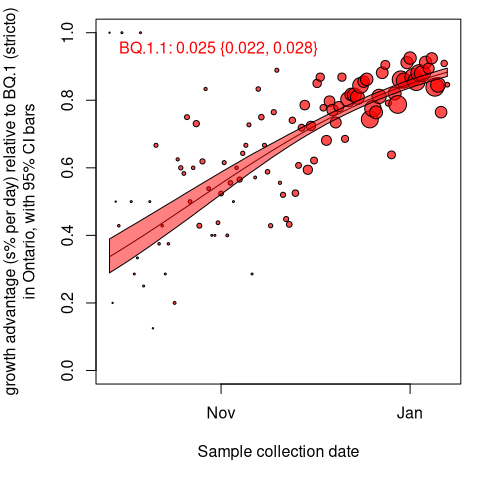 growth advantage (s% per day) relative to BQ.1 (stricto)
in Ontario, with 95% CI bars
1.0
0.8
0.6
0.4
0.2
0.0
BQ.1.1: 0.025 {0.022, 0.028}
Nov
Jan
Sample collection date